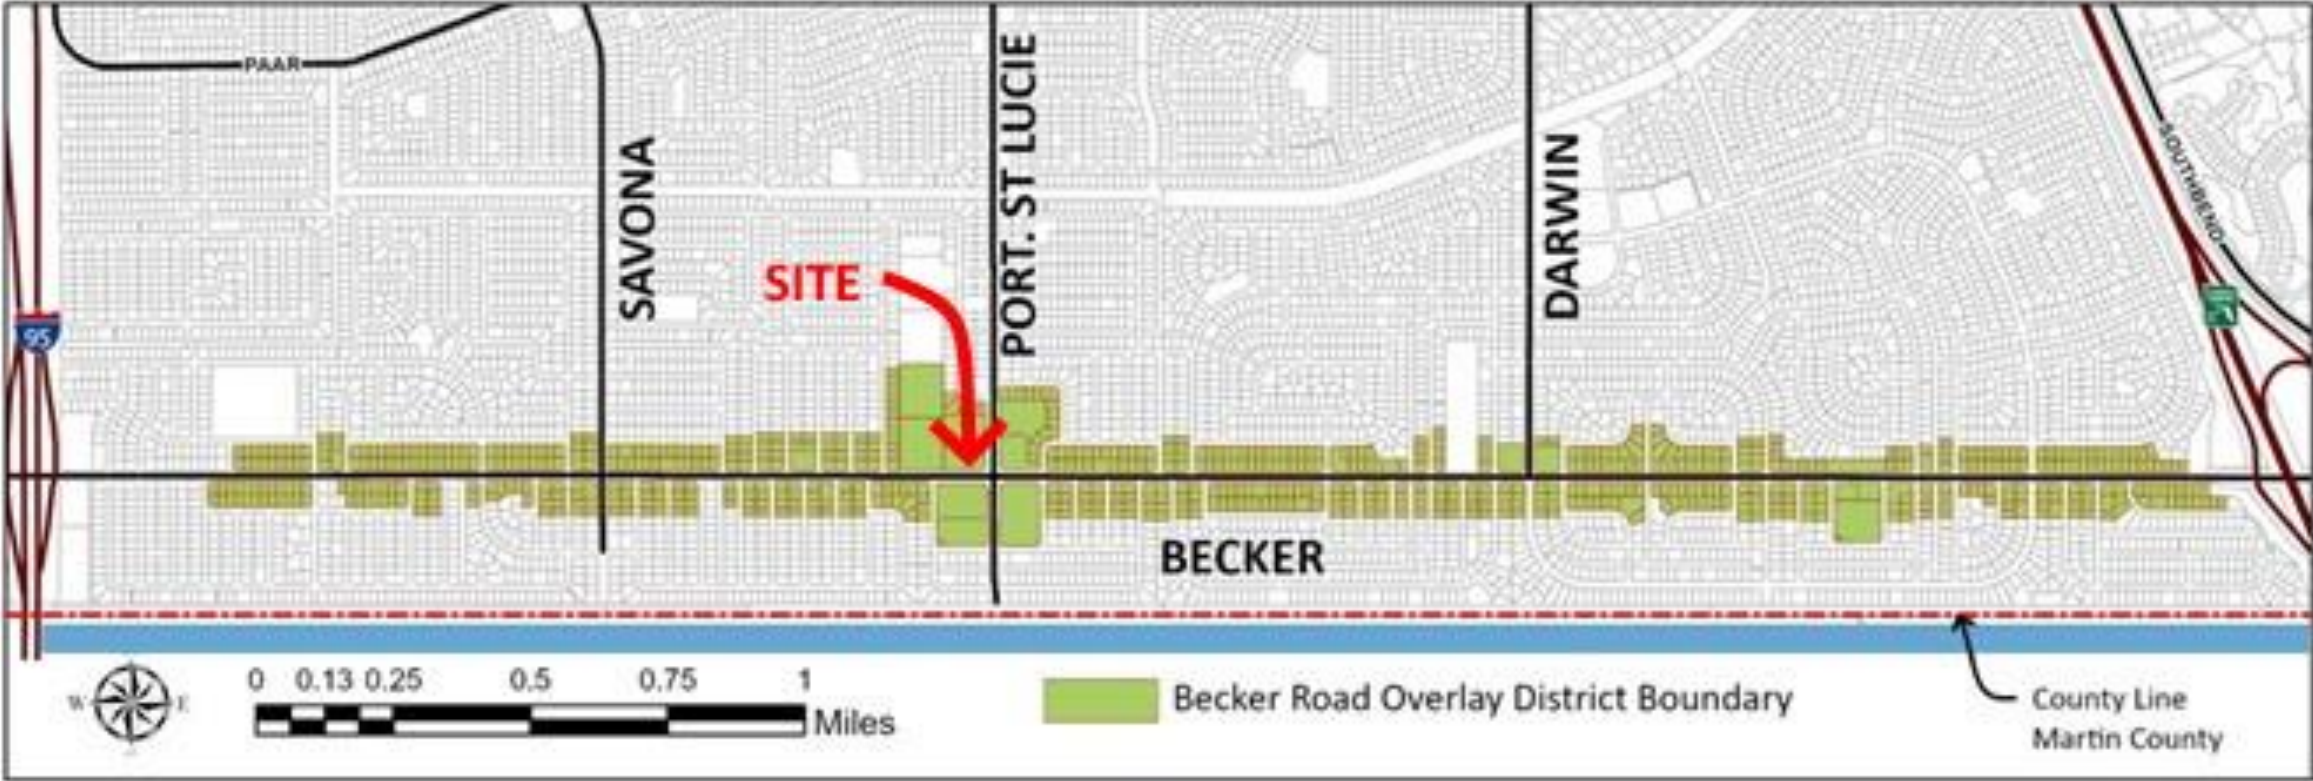 PAAR
SAVONA
PORT. ST LUCIE
DARWIN
SOUTHBEND
SITE
95
BECKER
W E
0 0.13 0.25 0.5 0.75 1
Miles
Becker Road Overlay District Boundary
County Line
Martin County